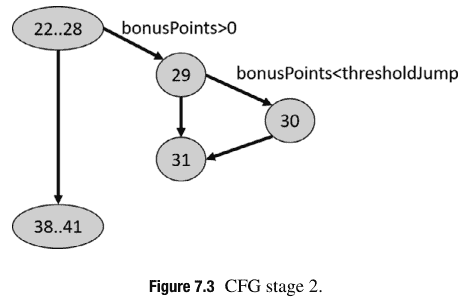 22..28
bonusPoints>0
29
bonusPoints<thresholdJump
30
31
38..41
Figure 7.3 CFG stage 2.